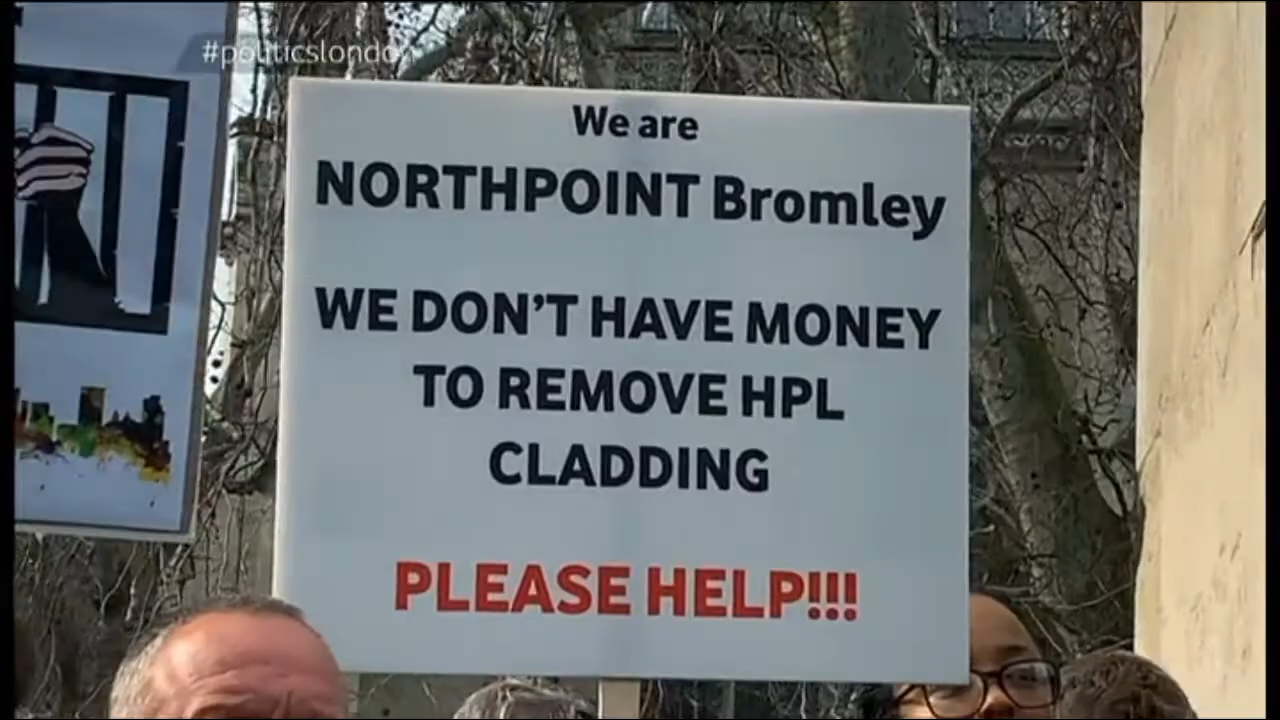 #politicslondon
We are
NORTHPOINT Bromley
WE DON'T HAVE MONEY
TO REMOVE HPL
CLADDING
PLEASE HELP!!!